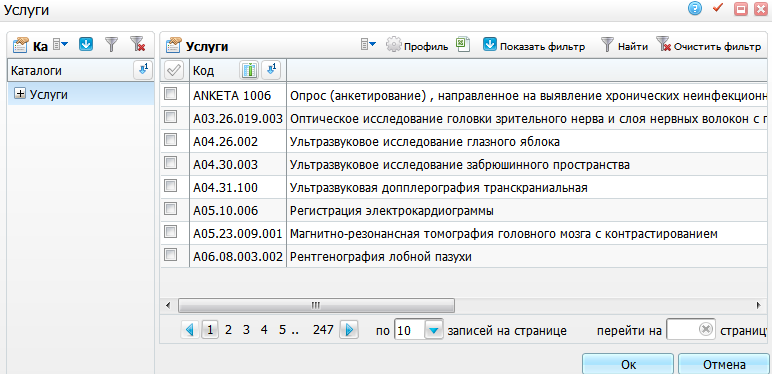 Услуги
Ка
Услуги Профиль Показать фильтр Найти Очистить фильтр
Каталоги
Код
Услуги
ANKETA 1006 Опрос (анкетирование) , направленное на выявление хронических неинфекционн
A03.26.019.003 Оптическое исследование головки зрительного нерва и слоя нервных волокон с п
A04.26.002 Ультразвуковое исследование глазного яблока
A04.30.003 Ультразвуковое исследование забрюшинного пространства
A04.31.100 Ультразвуковая допплерография транскраниальная
A05.10.006 Регистрация электрокардиограммы
A05.23.009.001 Магнитно-резонансная томография головного мозга с контрастированием
A06.08.003.002 Рентгенография лобной пазухи
1 2 3 4 5 .. 247 по 10 записей на странице перейти на страницу
Ок Отмена